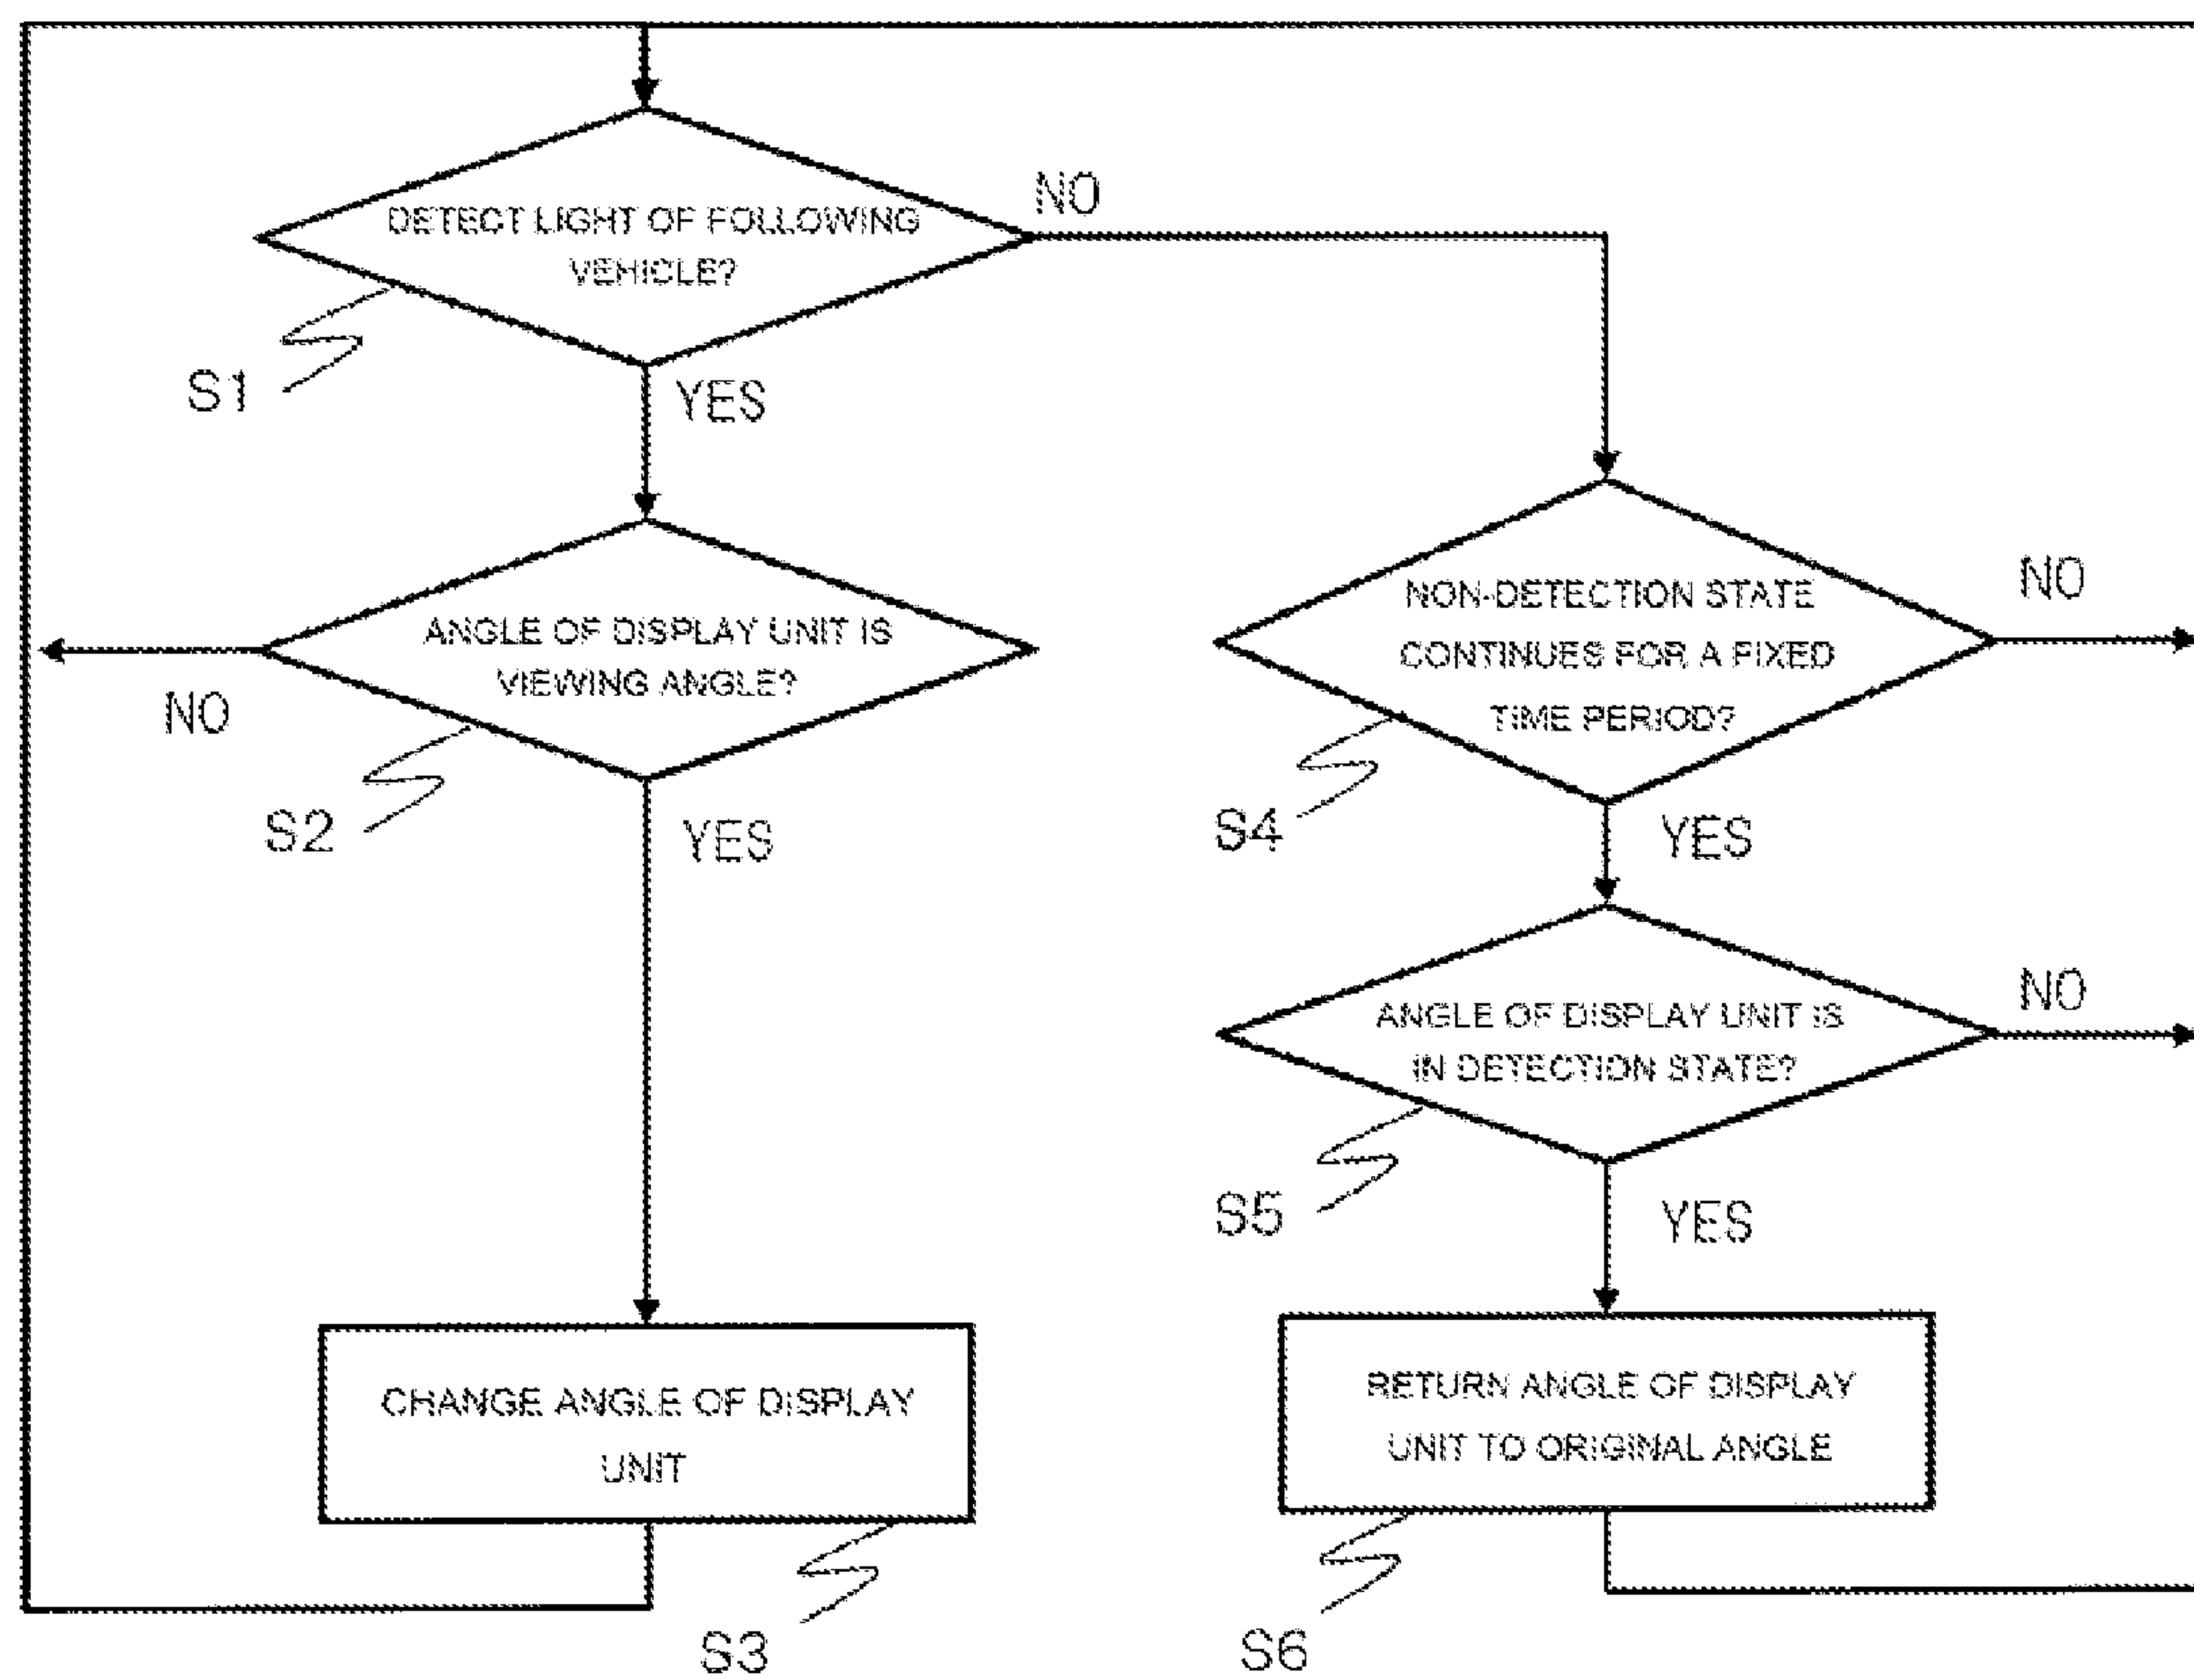 DETECT LIGHT OF FOLLOWING
VEHICLE?
NO
S1
YES
ANGLE OF DISPLAY UNIT IS
VIEWING ANGLE?
NO
S2
YES
CHANGE ANGLE OF DISPLAY
UNIT
S3
NON-DETECTION STATE
CONTINUES FOR A FIXED
TIME PERIOD?
NO
S4
YES
ANGLE OF DISPLAY UNIT IS
IN DETECTION STATE?
NO
S5
YES
RETURN ANGLE OF DISPLAY
UNIT TO ORIGINAL ANGLE
S6